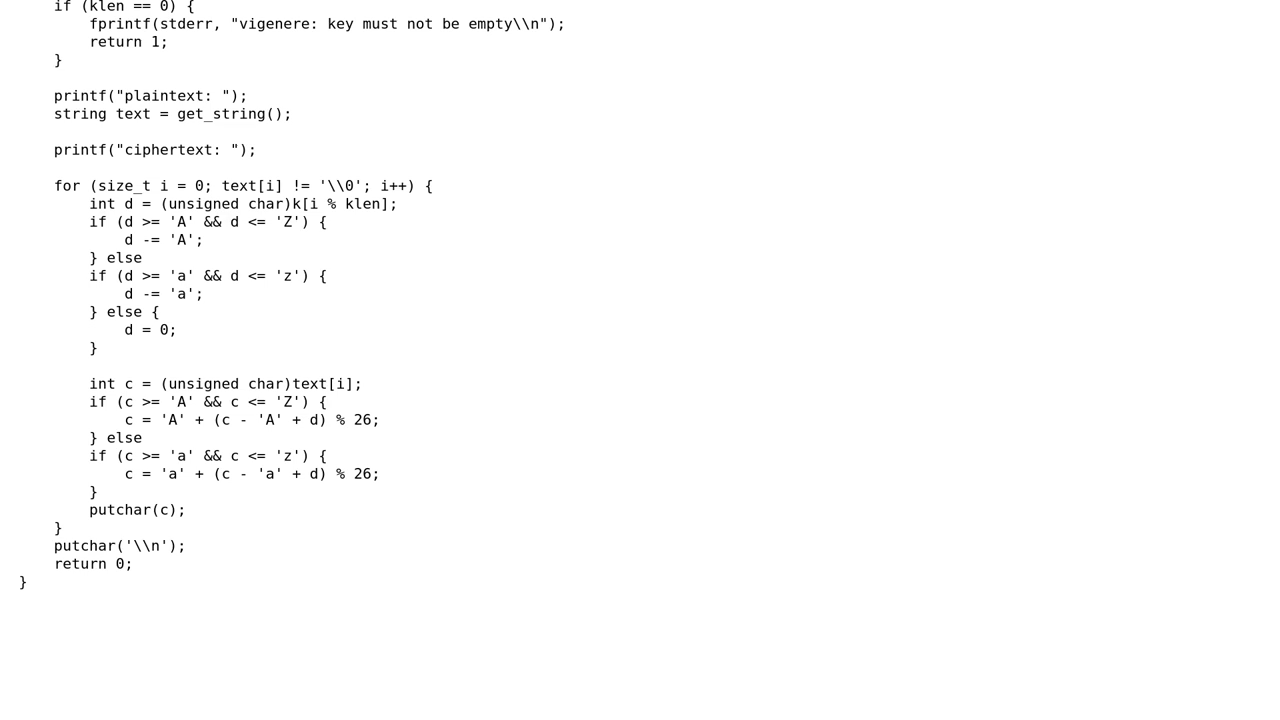 if (klen == 0) {
fprintf(stderr, "vigenere: key must not be empty\\n");
return 1;
}
printf("plaintext: ");
string text = get_string();
printf("ciphertext: ");
for (size_t i = 0; text[i] != '\\0'; i++) {
int d = (unsigned char)k[i % klen];
if (d >= 'A' && d <= 'Z') {
d -= 'A';
} else
if (d >= 'a' && d <= 'z') {
d -= 'a';
} else {
d = 0;
}
int c = (unsigned char)text[i];
if (c >= 'A' && c <= 'Z') {
c = 'A' + (c - 'A' + d) % 26;
} else
if (c >= 'a' && c <= 'z') {
c = 'a' + (c - 'a' + d) % 26;
}
putchar(c);
}
putchar('\\n');
return 0;
}